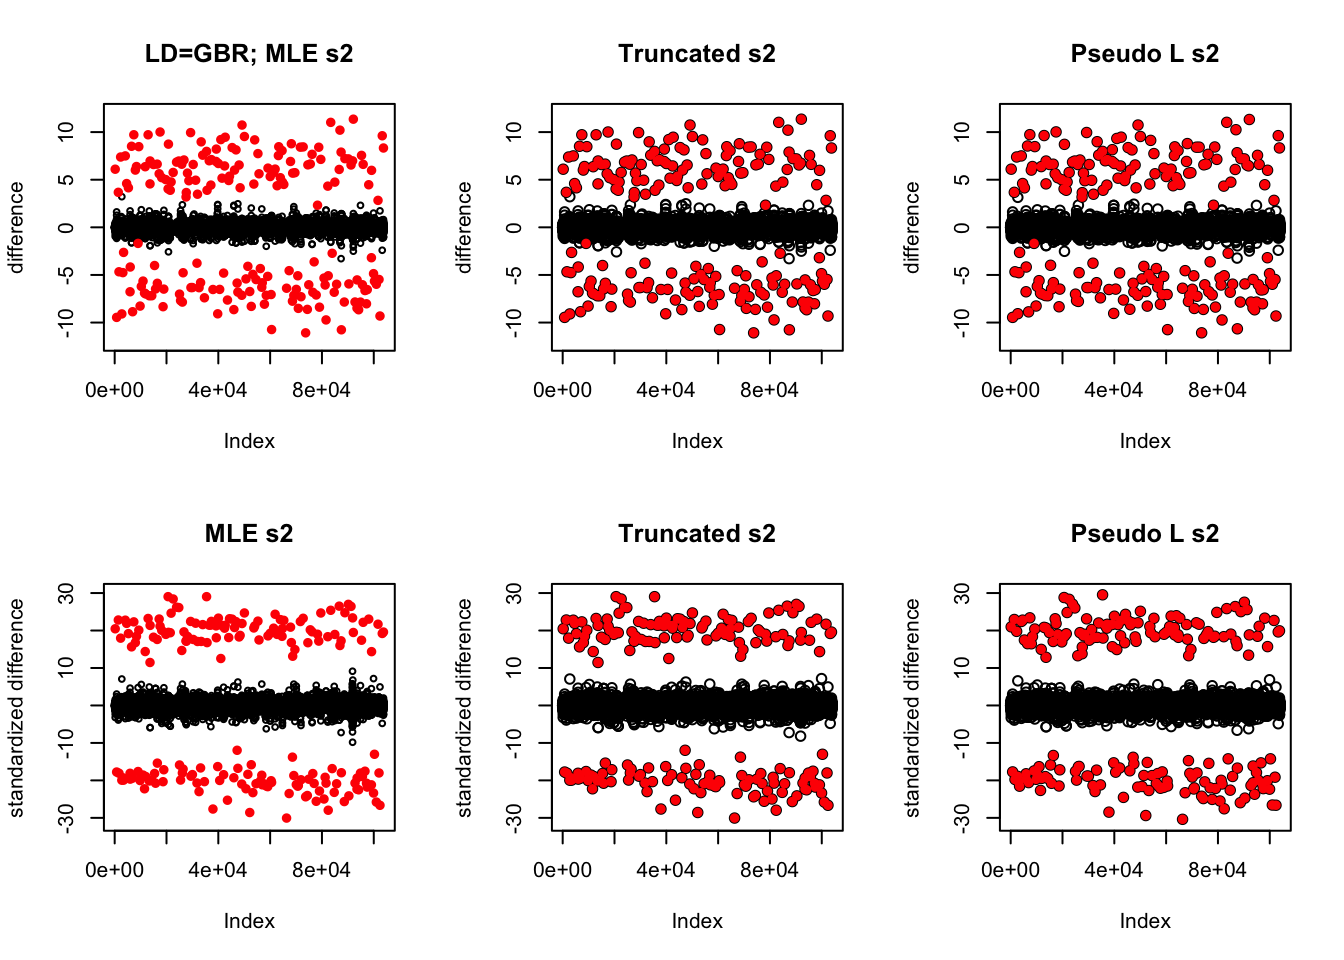 LD=GBR; MLE s2
difference
10
5
0
-5
-10
0e+00 4e+04 8e+04
Index
Truncated s2
difference
10
5
0
-5
-10
0e+00 4e+04 8e+04
Index
Pseudo L s2
difference
10
5
0
-5
-10
0e+00 4e+04 8e+04
Index
MLE s2
standardized difference
30
10
-10
-30
0e+00 4e+04 8e+04
Index
Truncated s2
standardized difference
30
10
-10
-30
0e+00 4e+04 8e+04
Index
Pseudo L s2
standardized difference
30
10
-10
-30
0e+00 4e+04 8e+04
Index